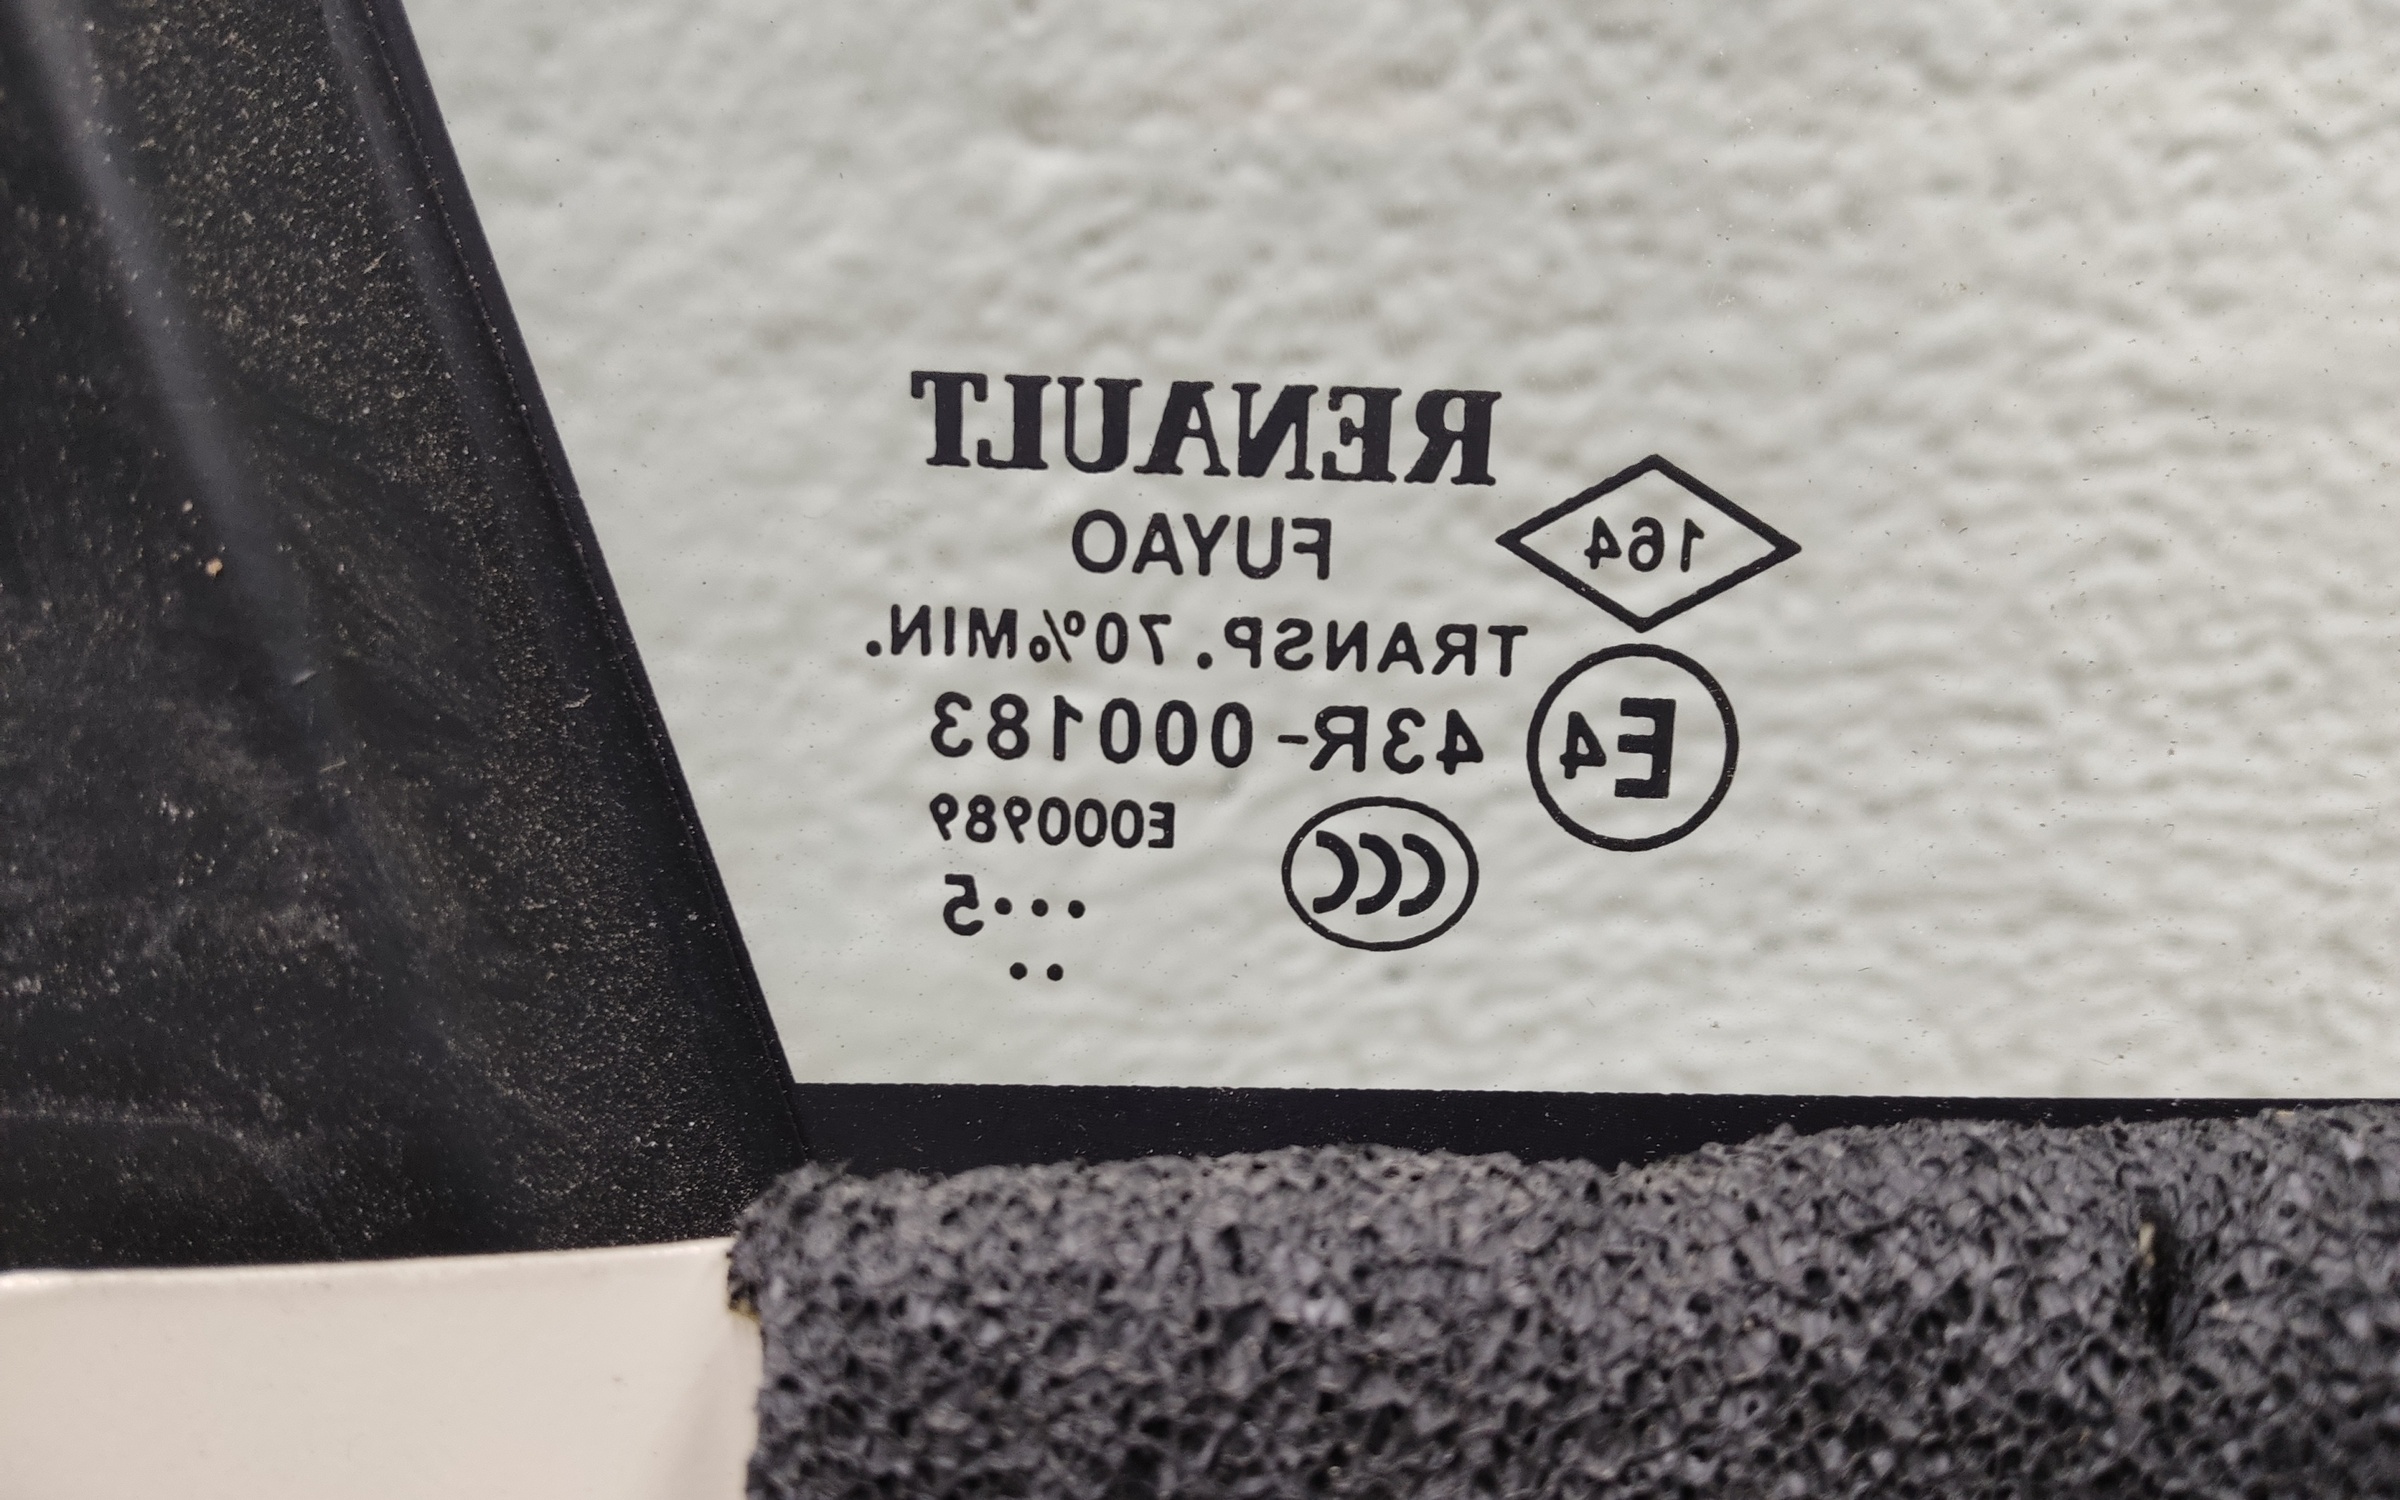 RENAULT
164
FUYAO
TRANSP. 70%MIN.
E4
43R-000183
CCC
E000989
•••5
••